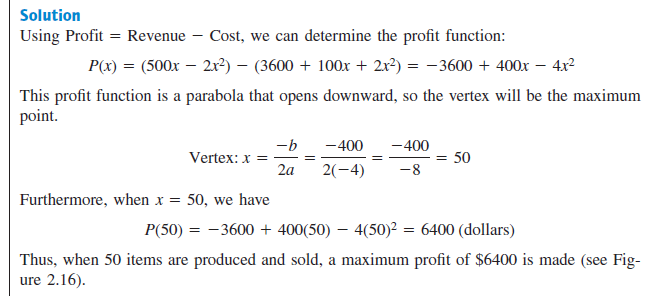 Solution
Using Profit = Revenue − Cost, we can determine the profit function:
P(x) = (500x − 2x²) − (3600 + 100x + 2x²) = −3600 + 400x − 4x²
This profit function is a parabola that opens downward, so the vertex will be the maximum
point.
Vertex: x = −b/2a = −400/2(−4) = −400/−8 = 50
Furthermore, when x = 50, we have
P(50) = −3600 + 400(50) − 4(50)² = 6400 (dollars)
Thus, when 50 items are produced and sold, a maximum profit of $6400 is made (see Fig-
ure 2.16).